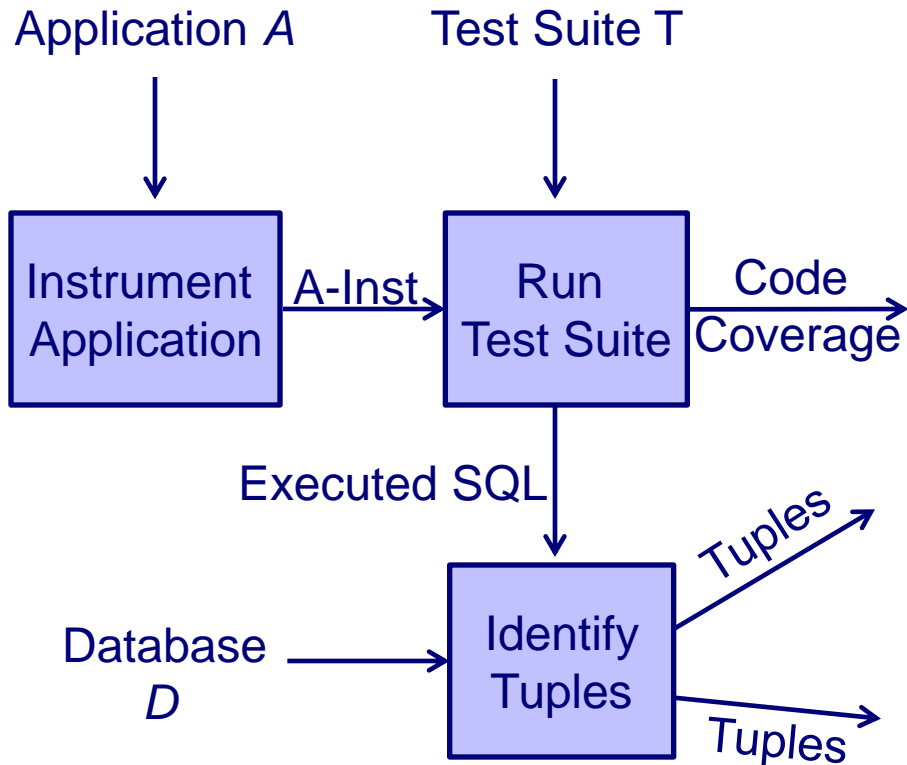 Application A
Test Suite T
Instrument
Application
A-Inst
Run
Test Suite
Code
Coverage
Executed SQL
Tuples
Database
D
Identify
Tuples
Tuples